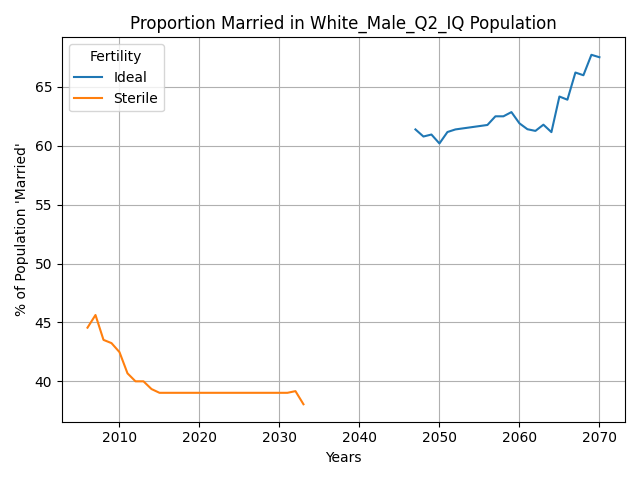 Proportion Married in White_Male_Q2_IQ Population
Fertility
Ideal
Sterile
% of Population 'Married'
65
60
55
50
45
40
2010
2020
2030
2040
2050
2060
2070
Years